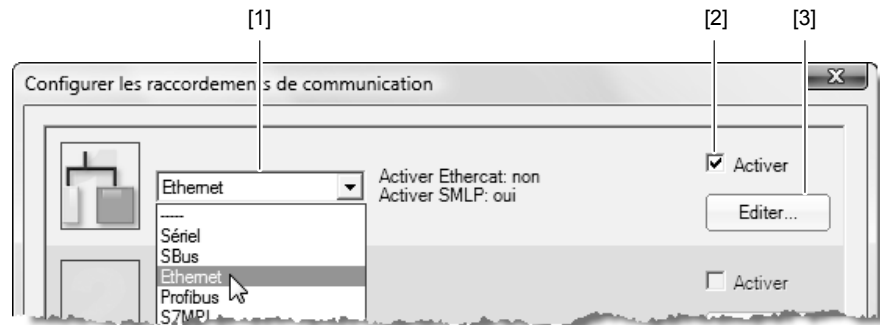 [1] [2] [3]
Configurer les raccordements de communication
Ethernet
Activer Ethercat: non
Activer SMLP: oui
Activer
Editer...
-----
Sériel
SBus
Ethernet
Profibus
S7MPI
Activer